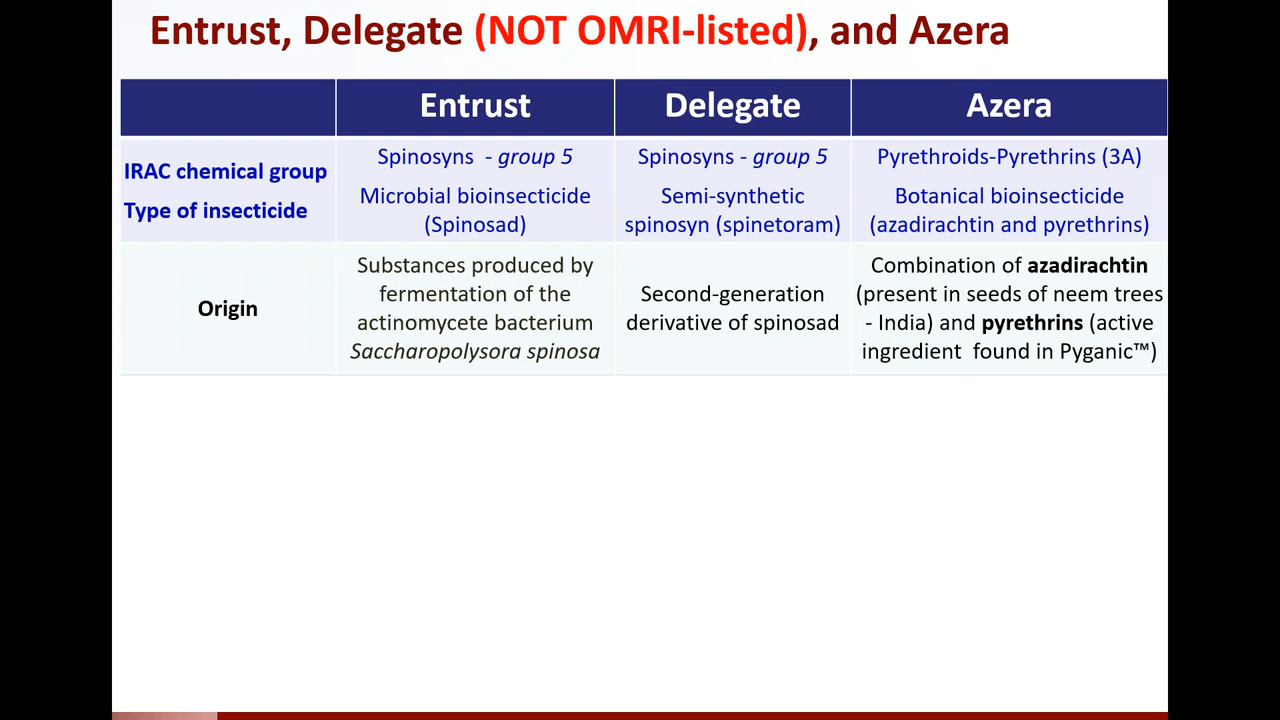 Entrust, Delegate (NOT OMRI-listed), and Azera
Entrust
Delegate
Azera
IRAC chemical group
Type of insecticide
Spinosyns - group 5
Microbial bioinsecticide
(Spinosad)
Spinosyns - group 5
Semi-synthetic
spinosyn (spinetoram)
Pyrethroids-Pyrethrins (3A)
Botanical bioinsecticide
(azadirachtin and pyrethrins)
Origin
Substances produced by
fermentation of the
actinomycete bacterium
Saccharopolysora spinosa
Second-generation
derivative of spinosad
Combination of azadirachtin
(present in seeds of neem trees
- India) and pyrethrins (active
ingredient found in Pyganic™)